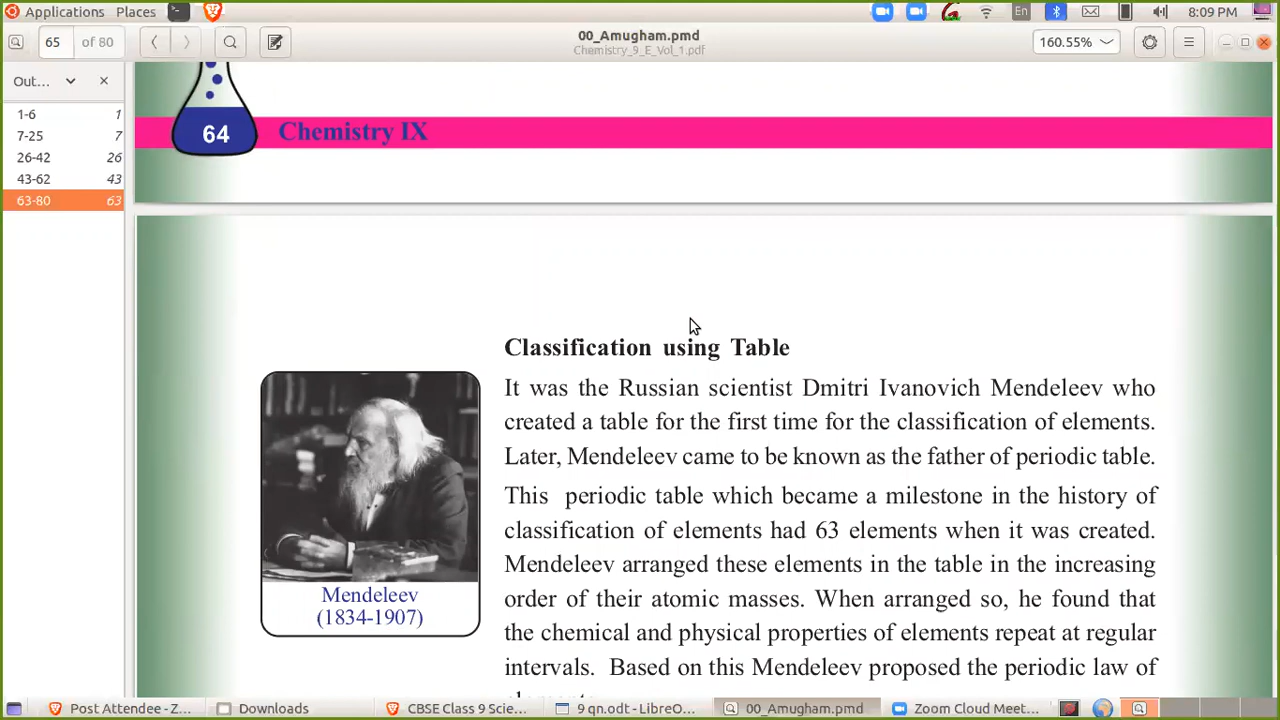 Applications Places En 8:09 PM
65 of 80 00_Amugham.pmd 160.55%
Chemistry_9_E_Vol_1.pdf
Out...
1-6 1
7-25 7
26-42 26
43-62 43
63-80 63
64 Chemistry IX
Classification using Table
It was the Russian scientist Dmitri Ivanovich Mendeleev who
created a table for the first time for the classification of elements.
Later, Mendeleev came to be known as the father of periodic table.
This periodic table which became a milestone in the history of
classification of elements had 63 elements when it was created.
Mendeleev arranged these elements in the table in the increasing
order of their atomic masses. When arranged so, he found that
the chemical and physical properties of elements repeat at regular
intervals. Based on this Mendeleev proposed the periodic law of
Mendeleev
(1834-1907)
Post Attendee - Z... Downloads CBSE Class 9 Scie... 9 qn.odt - LibreO... 00_Amugham.pmd Zoom Cloud Meet...